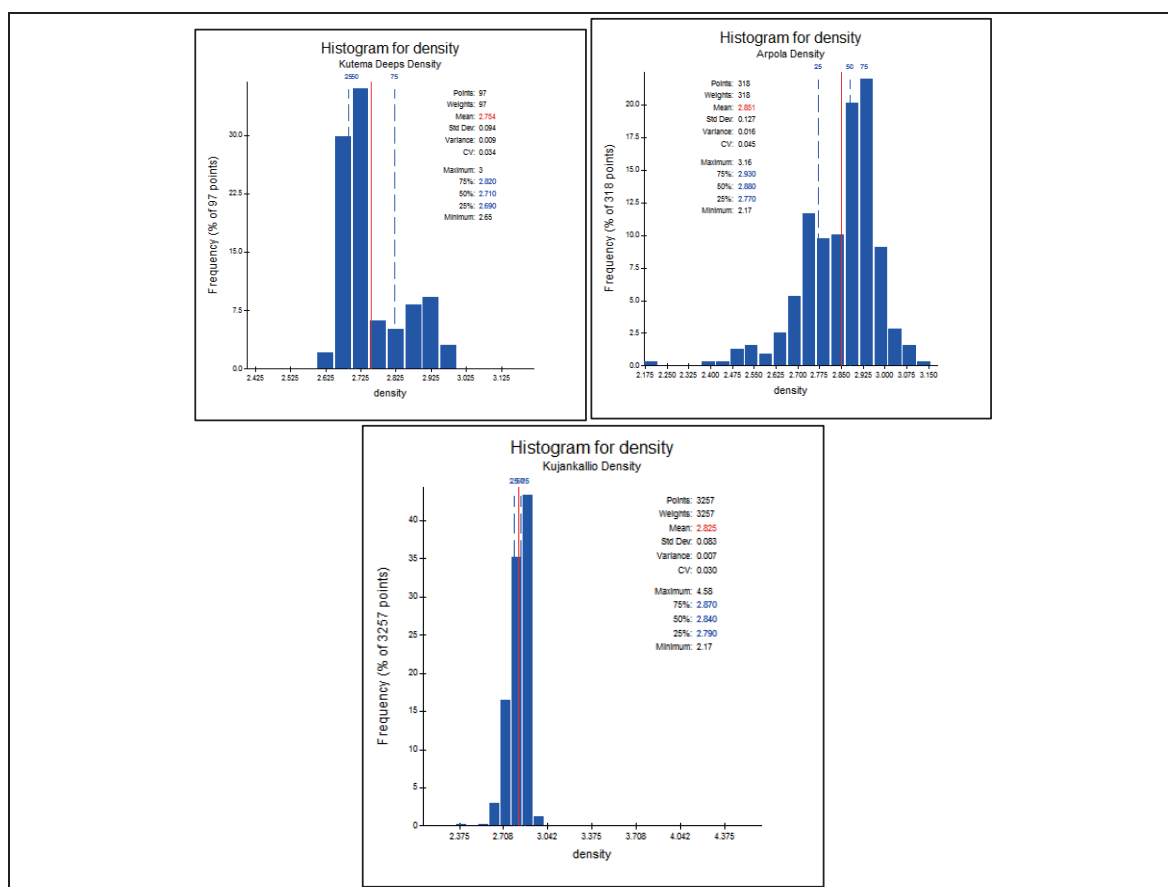 Histogram for density
Kutema Deeps Density
2550 75
Points: 97
Weights: 97
Mean: 2.754
Std Dev: 0.094
Variance: 0.009
CV: 0.034
Maximum: 3
75%: 2.820
50%: 2.710
25%: 2.690
Minimum: 2.65
Frequency (% of 97 points)
30.0
22.5
15.0
7.5
0.0
2.425 2.525 2.625 2.725 2.825 2.925 3.025 3.125
density
Histogram for density
Arpola Density
25 50 75
Points: 318
Weights: 318
Mean: 2.851
Std Dev: 0.127
Variance: 0.016
CV: 0.045
Maximum: 3.16
75%: 2.930
50%: 2.880
25%: 2.770
Minimum: 2.17
Frequency (% of 318 points)
20.0
17.5
15.0
12.5
10.0
7.5
5.0
2.5
0.0
2.175 2.250 2.325 2.400 2.475 2.550 2.625 2.700 2.775 2.850 2.925 3.000 3.075 3.150
density
Histogram for density
Kujankallio Density
Points: 3257
Weights: 3257
Mean: 2.825
Std Dev: 0.083
Variance: 0.007
CV: 0.030
Maximum: 4.58
75%: 2.870
50%: 2.840
25%: 2.790
Minimum: 2.17
Frequency (% of 3257 points)
40
35
30
25
20
15
10
5
0
2.375 2.708 3.042 3.375 3.708 4.042 4.375
density